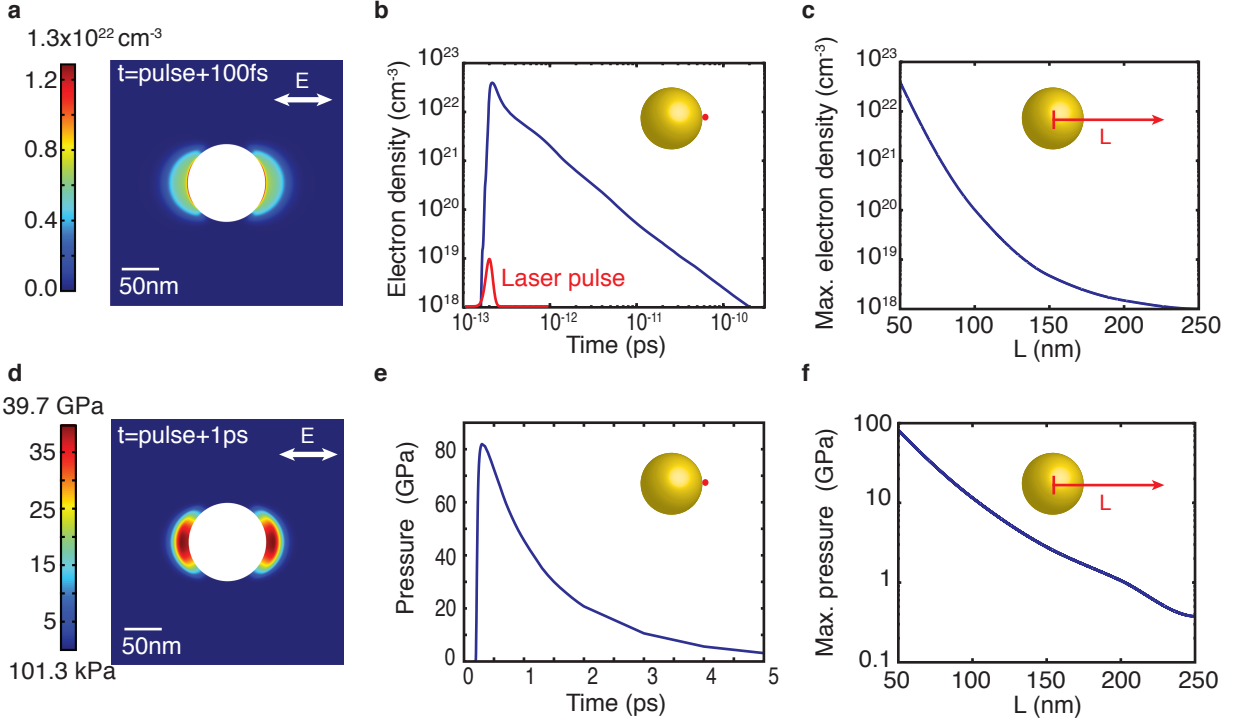 a
1.3x10²² cm⁻³
1.2
0.8
0.4
0.0
t=pulse+100fs
E
50nm
b
Electron density (cm⁻³)
10²³
10²²
10²¹
10²⁰
10¹⁹
10¹⁸
Laser pulse
10⁻¹³
10⁻¹²
10⁻¹¹
10⁻¹⁰
Time (ps)
c
Max. electron density (cm⁻³)
10²³
10²²
10²¹
10²⁰
10¹⁹
10¹⁸
L
50
100
150
200
250
L (nm)
d
39.7 GPa
35
25
15
5
101.3 kPa
t=pulse+1ps
E
50nm
e
Pressure (GPa)
80
60
40
20
0
0
1
2
3
4
5
Time (ps)
f
Max. pressure (GPa)
100
10
1
0.1
L
50
100
150
200
250
L (nm)